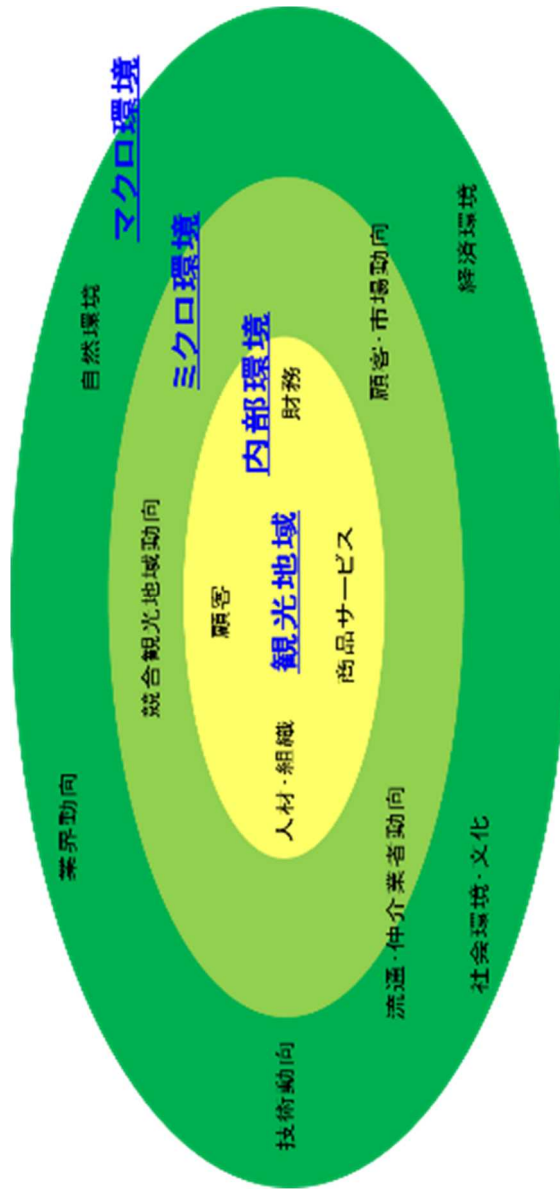 マクロ環境
自然環境
業界動向
ミクロ環境
競合観光地域動向
内部環境
顧客
技術動向
人材・組織
観光地域
財務
商品サービス
顧客・市場動向
流通・仲介業者動向
経済環境
社会環境・文化